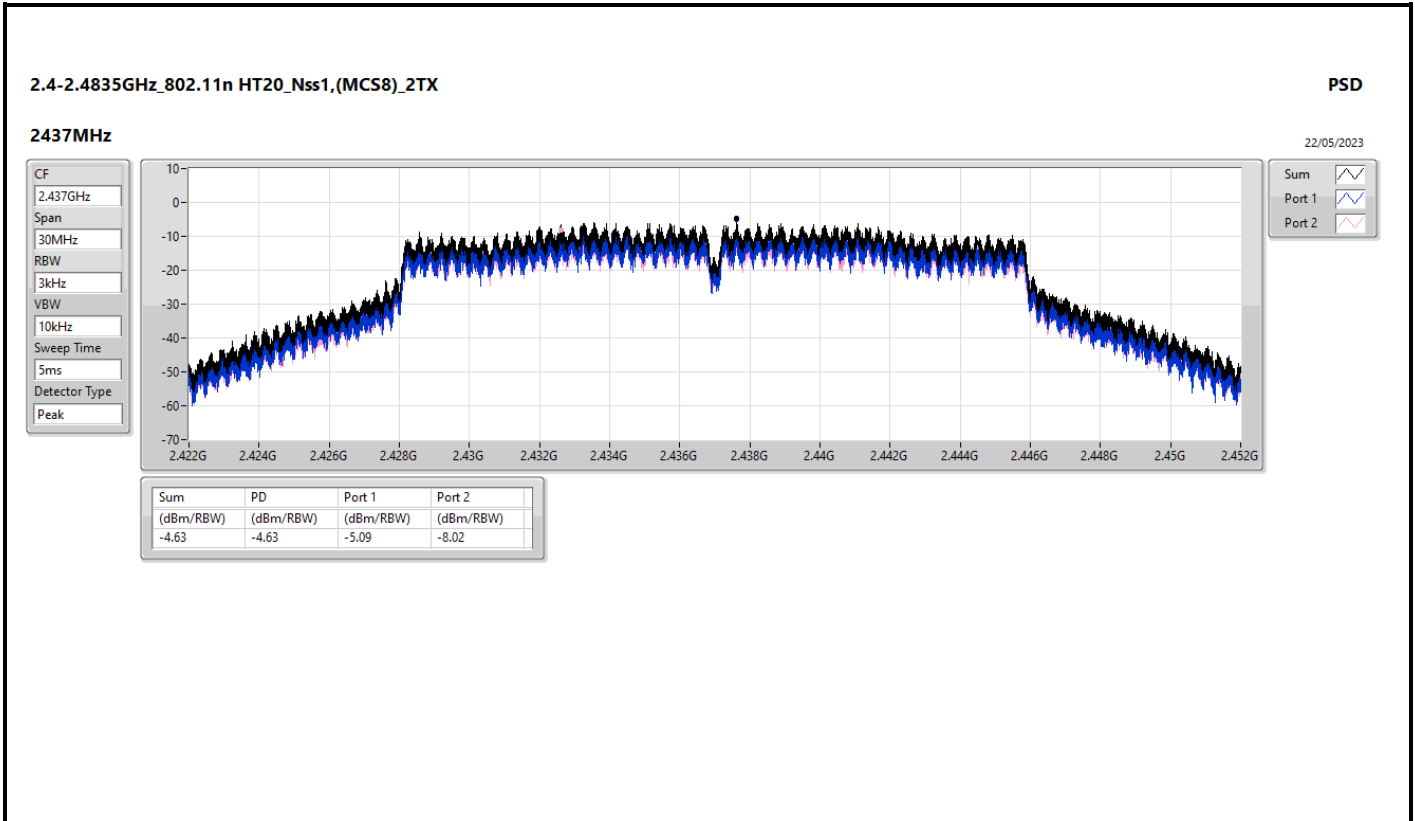 2.4-2.4835GHz_802.11n HT20_Nss1,(MCS8)_2TX
PSD
2437MHz
22/05/2023
CF
2.437GHz
Span
30MHz
RBW
3kHz
VBW
10kHz
Sweep Time
5ms
Detector Type
Peak
10
0
-10
-20
-30
-40
-50
-60
-70
2.422G 2.424G 2.426G 2.428G 2.43G 2.432G 2.434G 2.436G 2.438G 2.44G 2.442G 2.444G 2.446G 2.448G 2.45G 2.452G
Sum
Port 1
Port 2
Sum PD Port 1 Port 2
(dBm/RBW) (dBm/RBW) (dBm/RBW) (dBm/RBW)
-4.63 -4.63 -5.09 -8.02